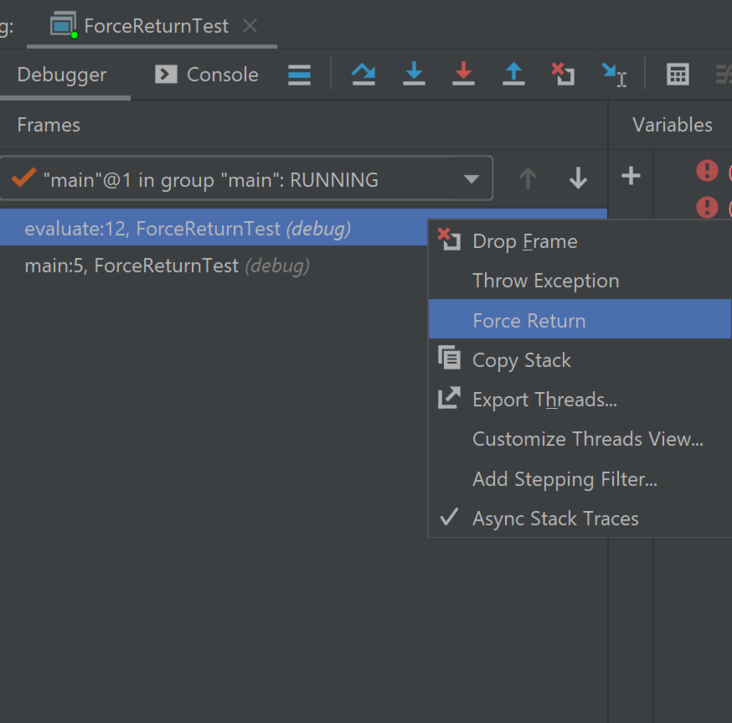 g:
ForceReturnTest
Debugger
Console
Frames
Variables
"main"@1 in group "main": RUNNING
evaluate:12, ForceReturnTest (debug)
main:5, ForceReturnTest (debug)
Drop Frame
Throw Exception
Force Return
Copy Stack
Export Threads...
Customize Threads View...
Add Stepping Filter...
Async Stack Traces